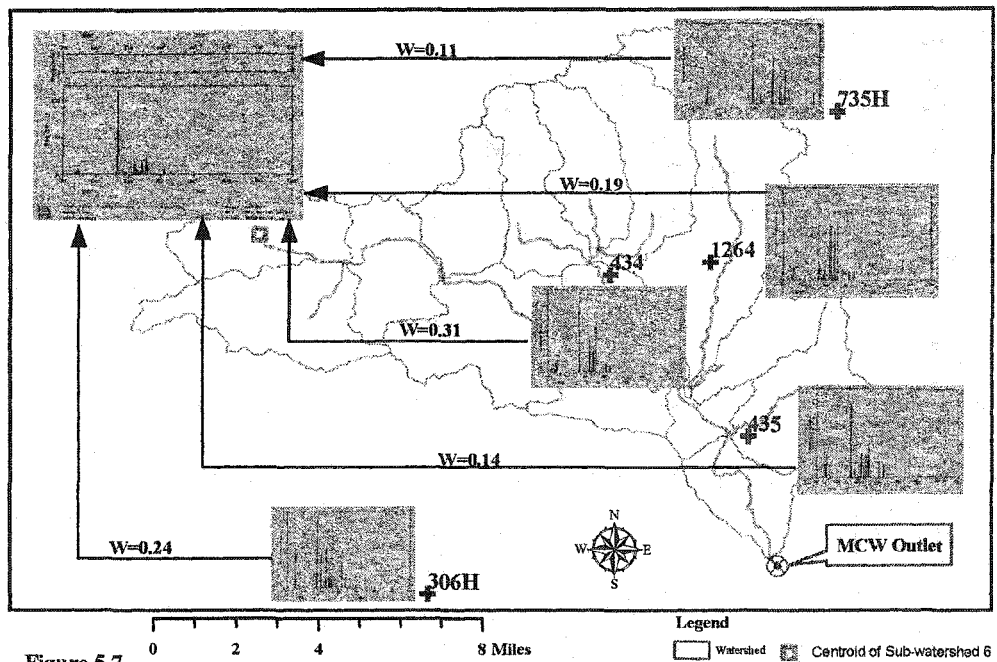 W=0.11
735H
W=0.19
434
1264
W=0.31
435
W=0.14
N
W
E
S
W=0.24
MCW Outlet
306H
Legend
0 2 4 8 Miles
Watershed
Centroid of Sub-watershed 6
Figure 5.7